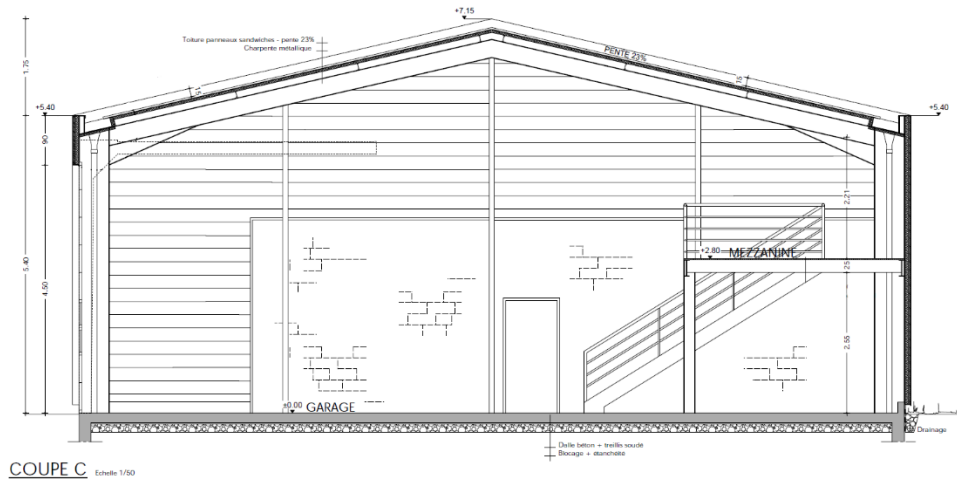 +7.15
Toiture panneaux sandwiches - pente 23%
Charpente métallique
PENTE 23%
1.75
15
75
+5.40
+5.40
90
2.21
+2.80
MEZZANINE
25
5.40
4.50
2.55
±0.00
GARAGE
Drainage
Dalle béton + treillis soudé
Blocage + étanchéité
COUPE C Echelle 1/50